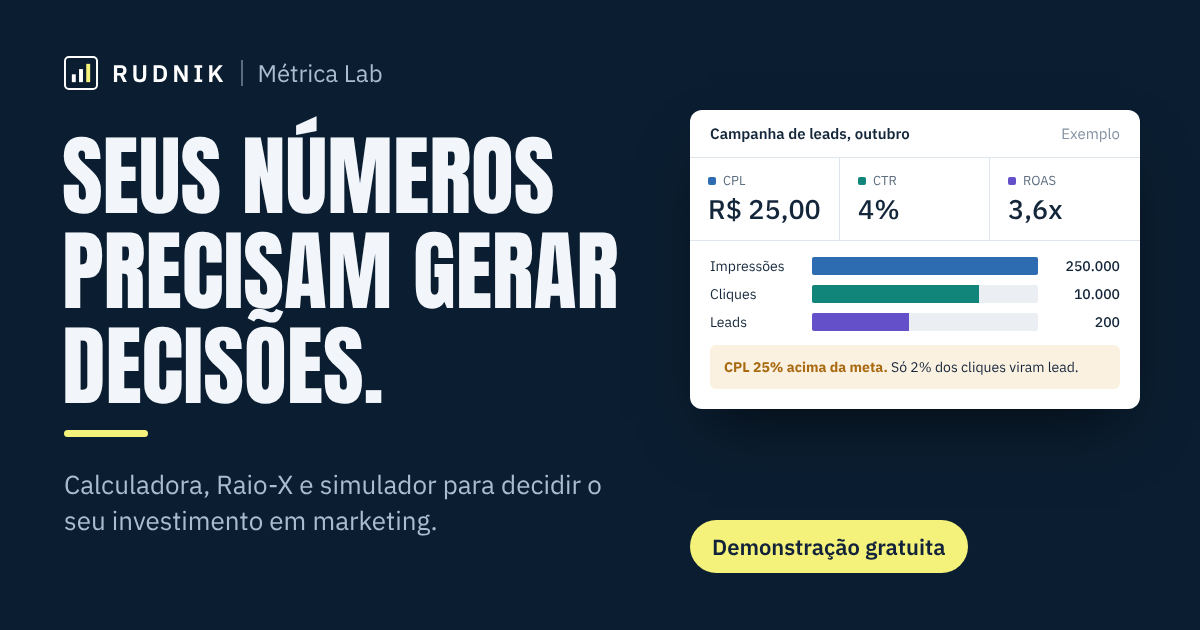 RUDNIK | Métrica Lab
SEUS NÚMEROS
PRECISAM GERAR
DECISÕES.
Calculadora, Raio-X e simulador para decidir o
seu investimento em marketing.
Campanha de leads, outubro Exemplo
CPL CTR ROAS
R$ 25,00 4% 3,6x
Impressões 250.000
Cliques 10.000
Leads 200
CPL 25% acima da meta. Só 2% dos cliques viram lead.
Demonstração gratuita